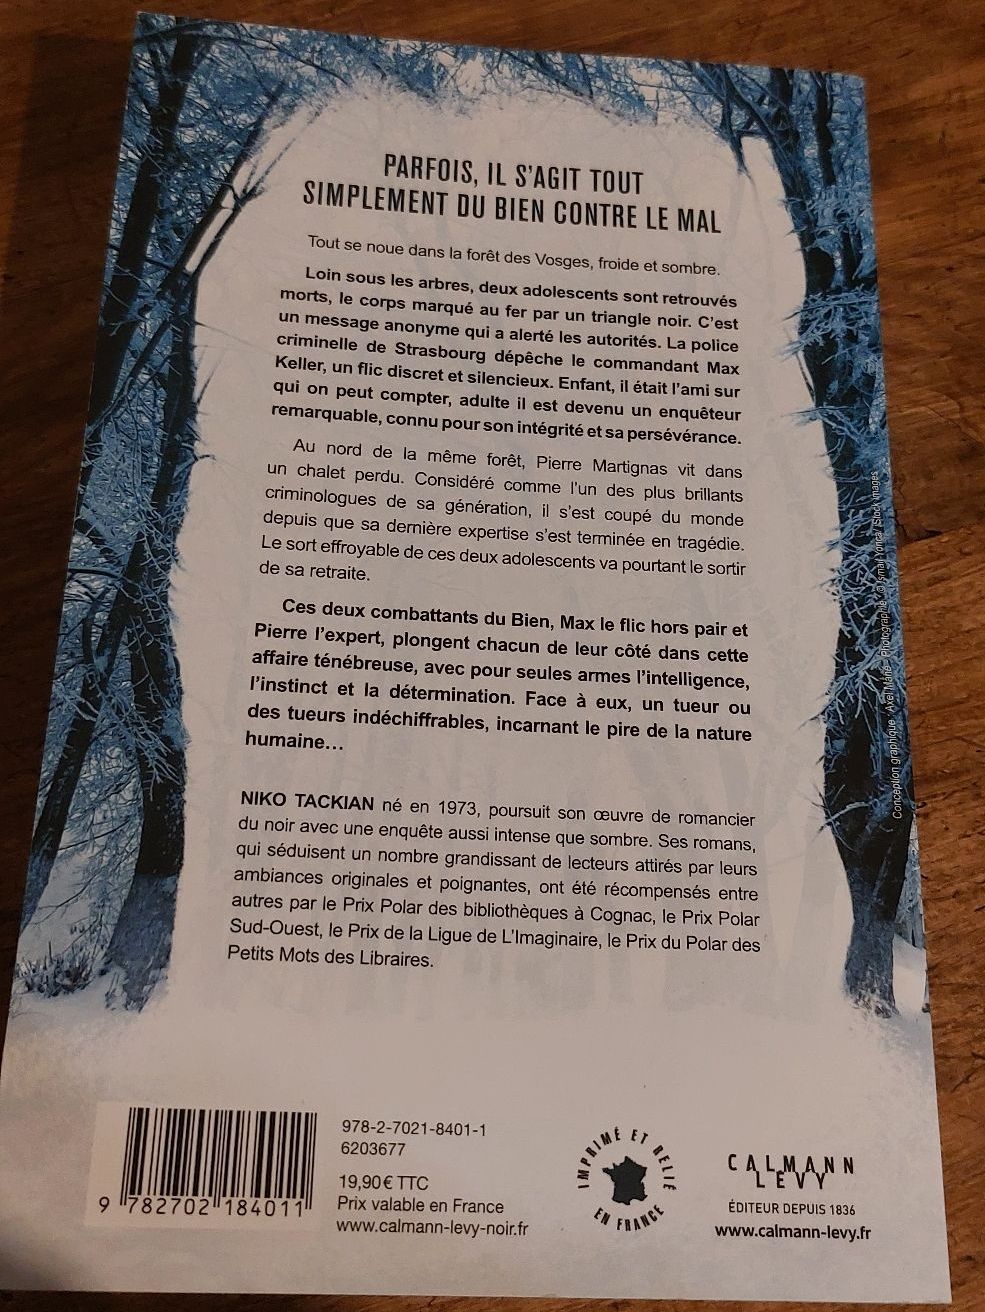 PARFOIS, IL S'AGIT TOUT
SIMPLEMENT DU BIEN CONTRE LE MAL
Tout se noue dans la forêt des Vosges, froide et sombre.
Loin sous les arbres, deux adolescents sont retrouvés
morts, le corps marqué au fer par un triangle noir. C'est
un message anonyme qui a alerté les autorités. La police
criminelle de Strasbourg dépêche le commandant Max
Keller, un flic discret et silencieux. Enfant, il était l'ami sur
qui on peut compter, adulte il est devenu un enquêteur
remarquable, connu pour son intégrité et sa persévérance.
Au nord de la même forêt, Pierre Martignas vit dans
un chalet perdu. Considéré comme l'un des plus brillants
criminologues de sa génération, il s'est coupé du monde
depuis que sa dernière expertise s'est terminée en tragédie.
Le sort effroyable de ces deux adolescents va pourtant le sortir
de sa retraite.
Ces deux combattants du Bien, Max le flic hors pair et
Pierre l'expert, plongent chacun de leur côté dans cette
affaire ténébreuse, avec pour seules armes l'intelligence,
l'instinct et la détermination. Face à eux, un tueur ou
des tueurs indéchiffrables, incarnant le pire de la nature
humaine...
NIKO TACKIAN né en 1973, poursuit son œuvre de romancier
du noir avec une enquête aussi intense que sombre. Ses romans,
qui séduisent un nombre grandissant de lecteurs attirés par leurs
ambiances originales et poignantes, ont été récompensés entre
autres par le Prix Polar des bibliothèques à Cognac, le Prix Polar
Sud-Ouest, le Prix de la Ligue de L'Imaginaire, le Prix du Polar des
Petits Mots des Libraires.
Conception graphique : Axel Mahé - Photographie : © / Stock images
9 782702 184011
978-2-7021-8401-1
6203677
19,90 € TTC
Prix valable en France
www.calmann-levy-noir.fr
IMPRIMÉ ET RELIÉ
EN FRANCE
CALMANN
LEVY
ÉDITEUR DEPUIS 1836
www.calmann-levy.fr